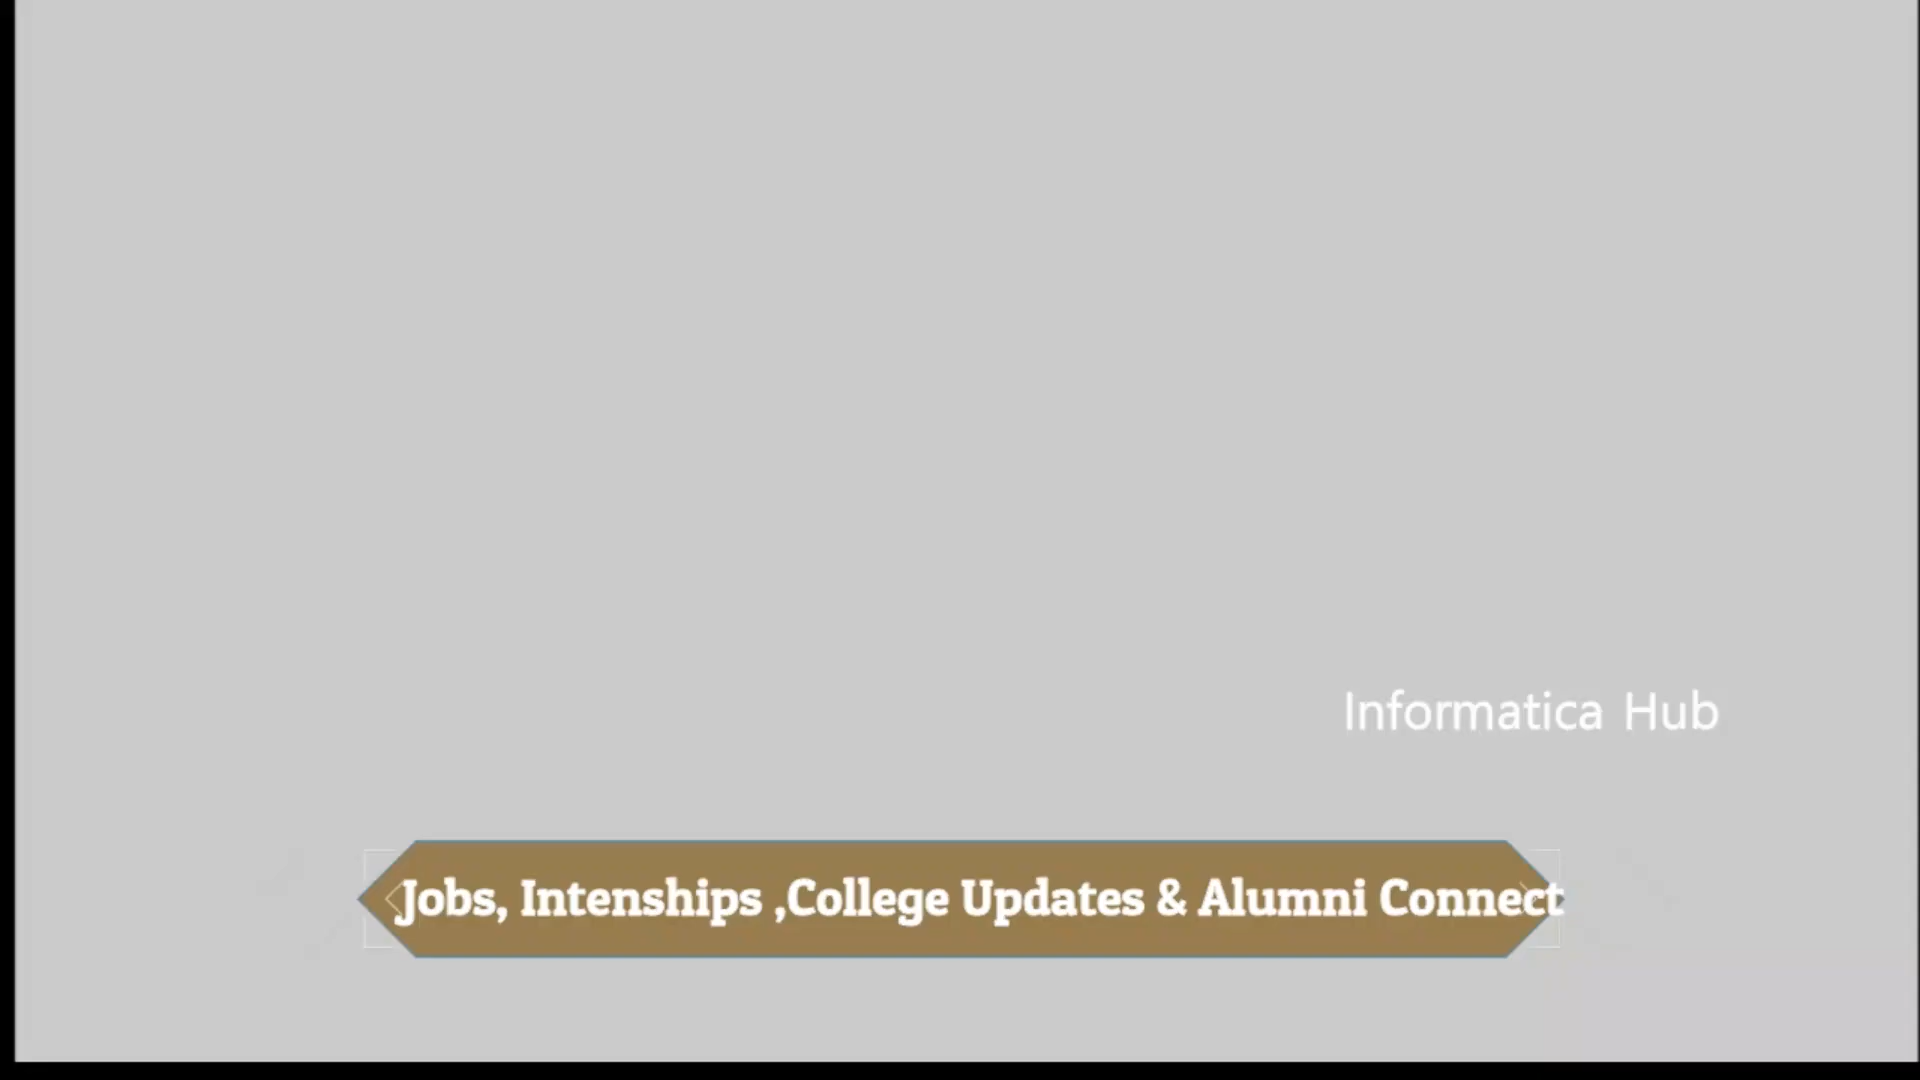 Informatica Hub
Jobs, Intenships ,College Updates & Alumni Connect